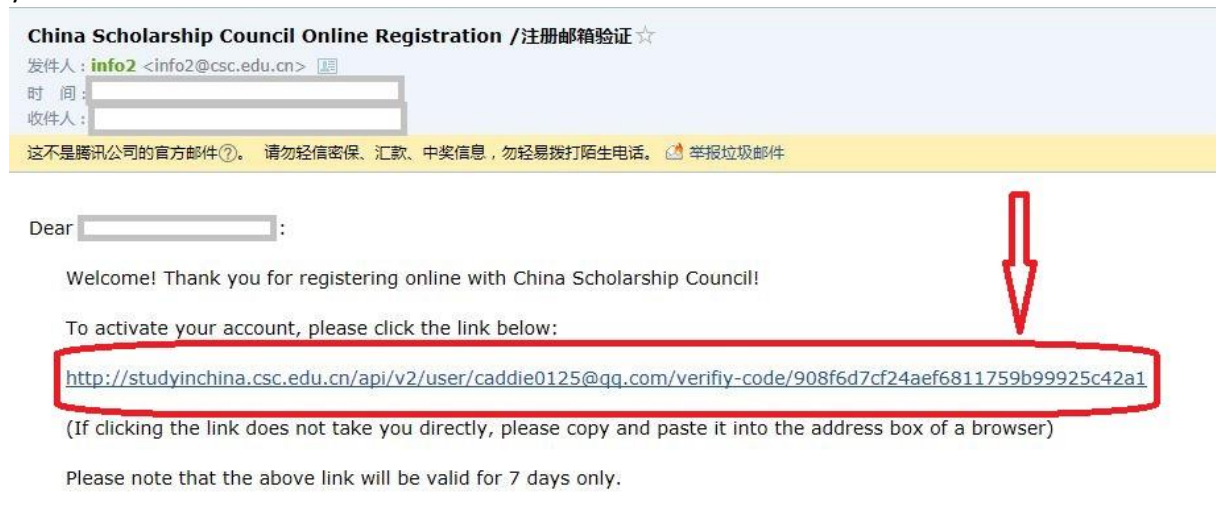 China Scholarship Council Online Registration /注册邮箱验证
发件人：info2 <info2@csc.edu.cn>
时 间：
收件人：
这不是腾讯公司的官方邮件?。 请勿轻信密保、汇款、中奖信息，勿轻易拨打陌生电话。 举报垃圾邮件
Dear :
Welcome! Thank you for registering online with China Scholarship Council!
To activate your account, please click the link below:
http://studyinchina.csc.edu.cn/api/v2/user/caddie0125@qq.com/verifiy-code/908f6d7cf24aef6811759b99925c42a1
(If clicking the link does not take you directly, please copy and paste it into the address box of a browser)
Please note that the above link will be valid for 7 days only.